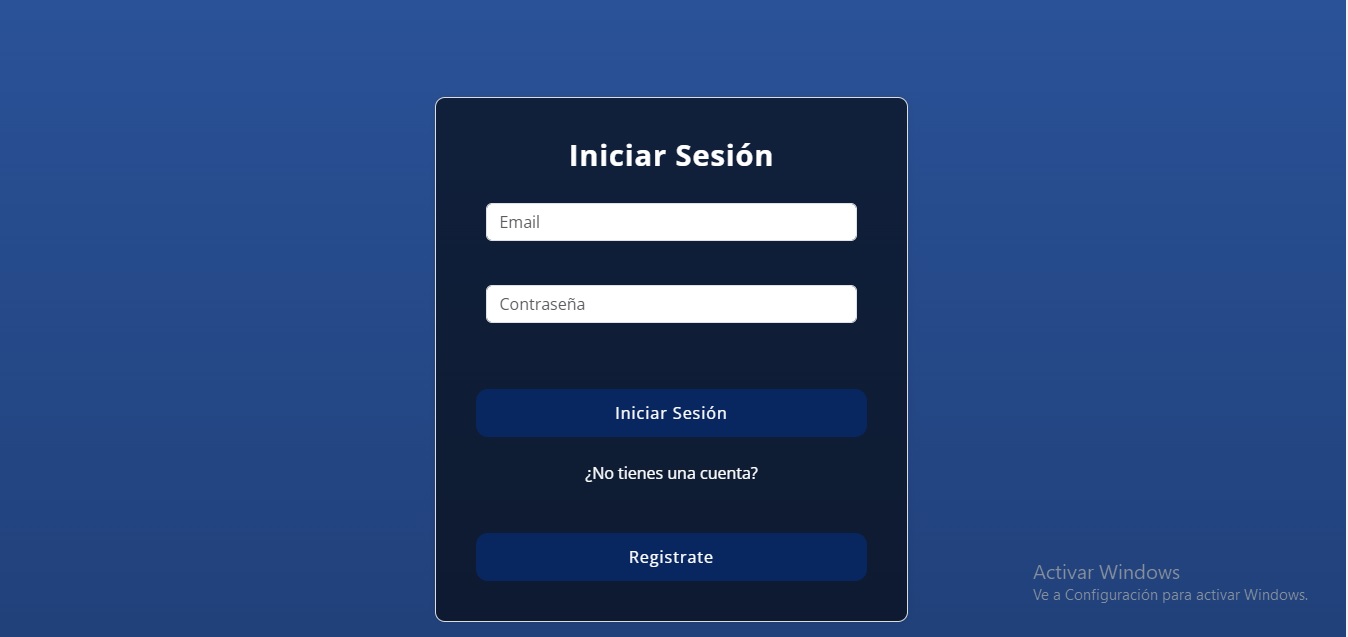 Iniciar Sesión
Email
Contraseña
Iniciar Sesión
¿No tienes una cuenta?
Registrate
Activar Windows
Ve a Configuración para activar Windows.